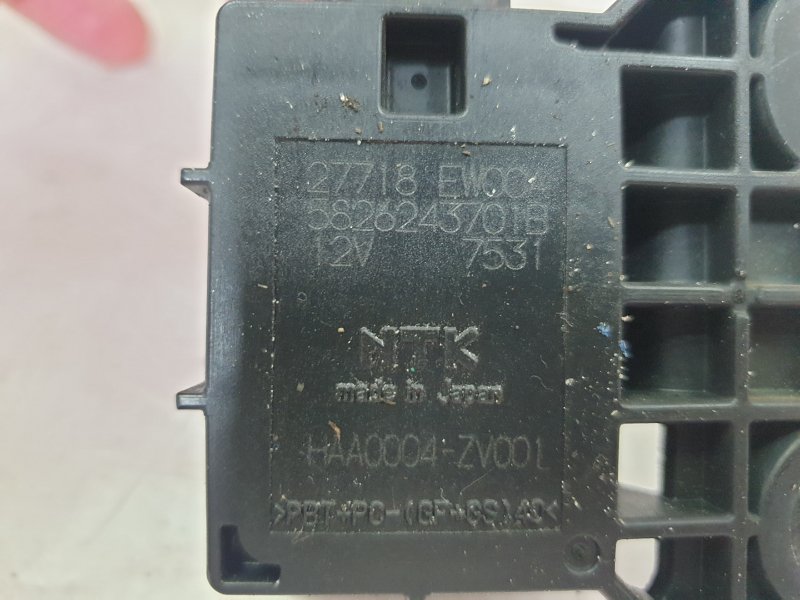 27718 EW004
5826243701B
12V 7531
NTK
made in Japan
HAA0004-ZV001
>PBT+PC-(GF+GS)40<